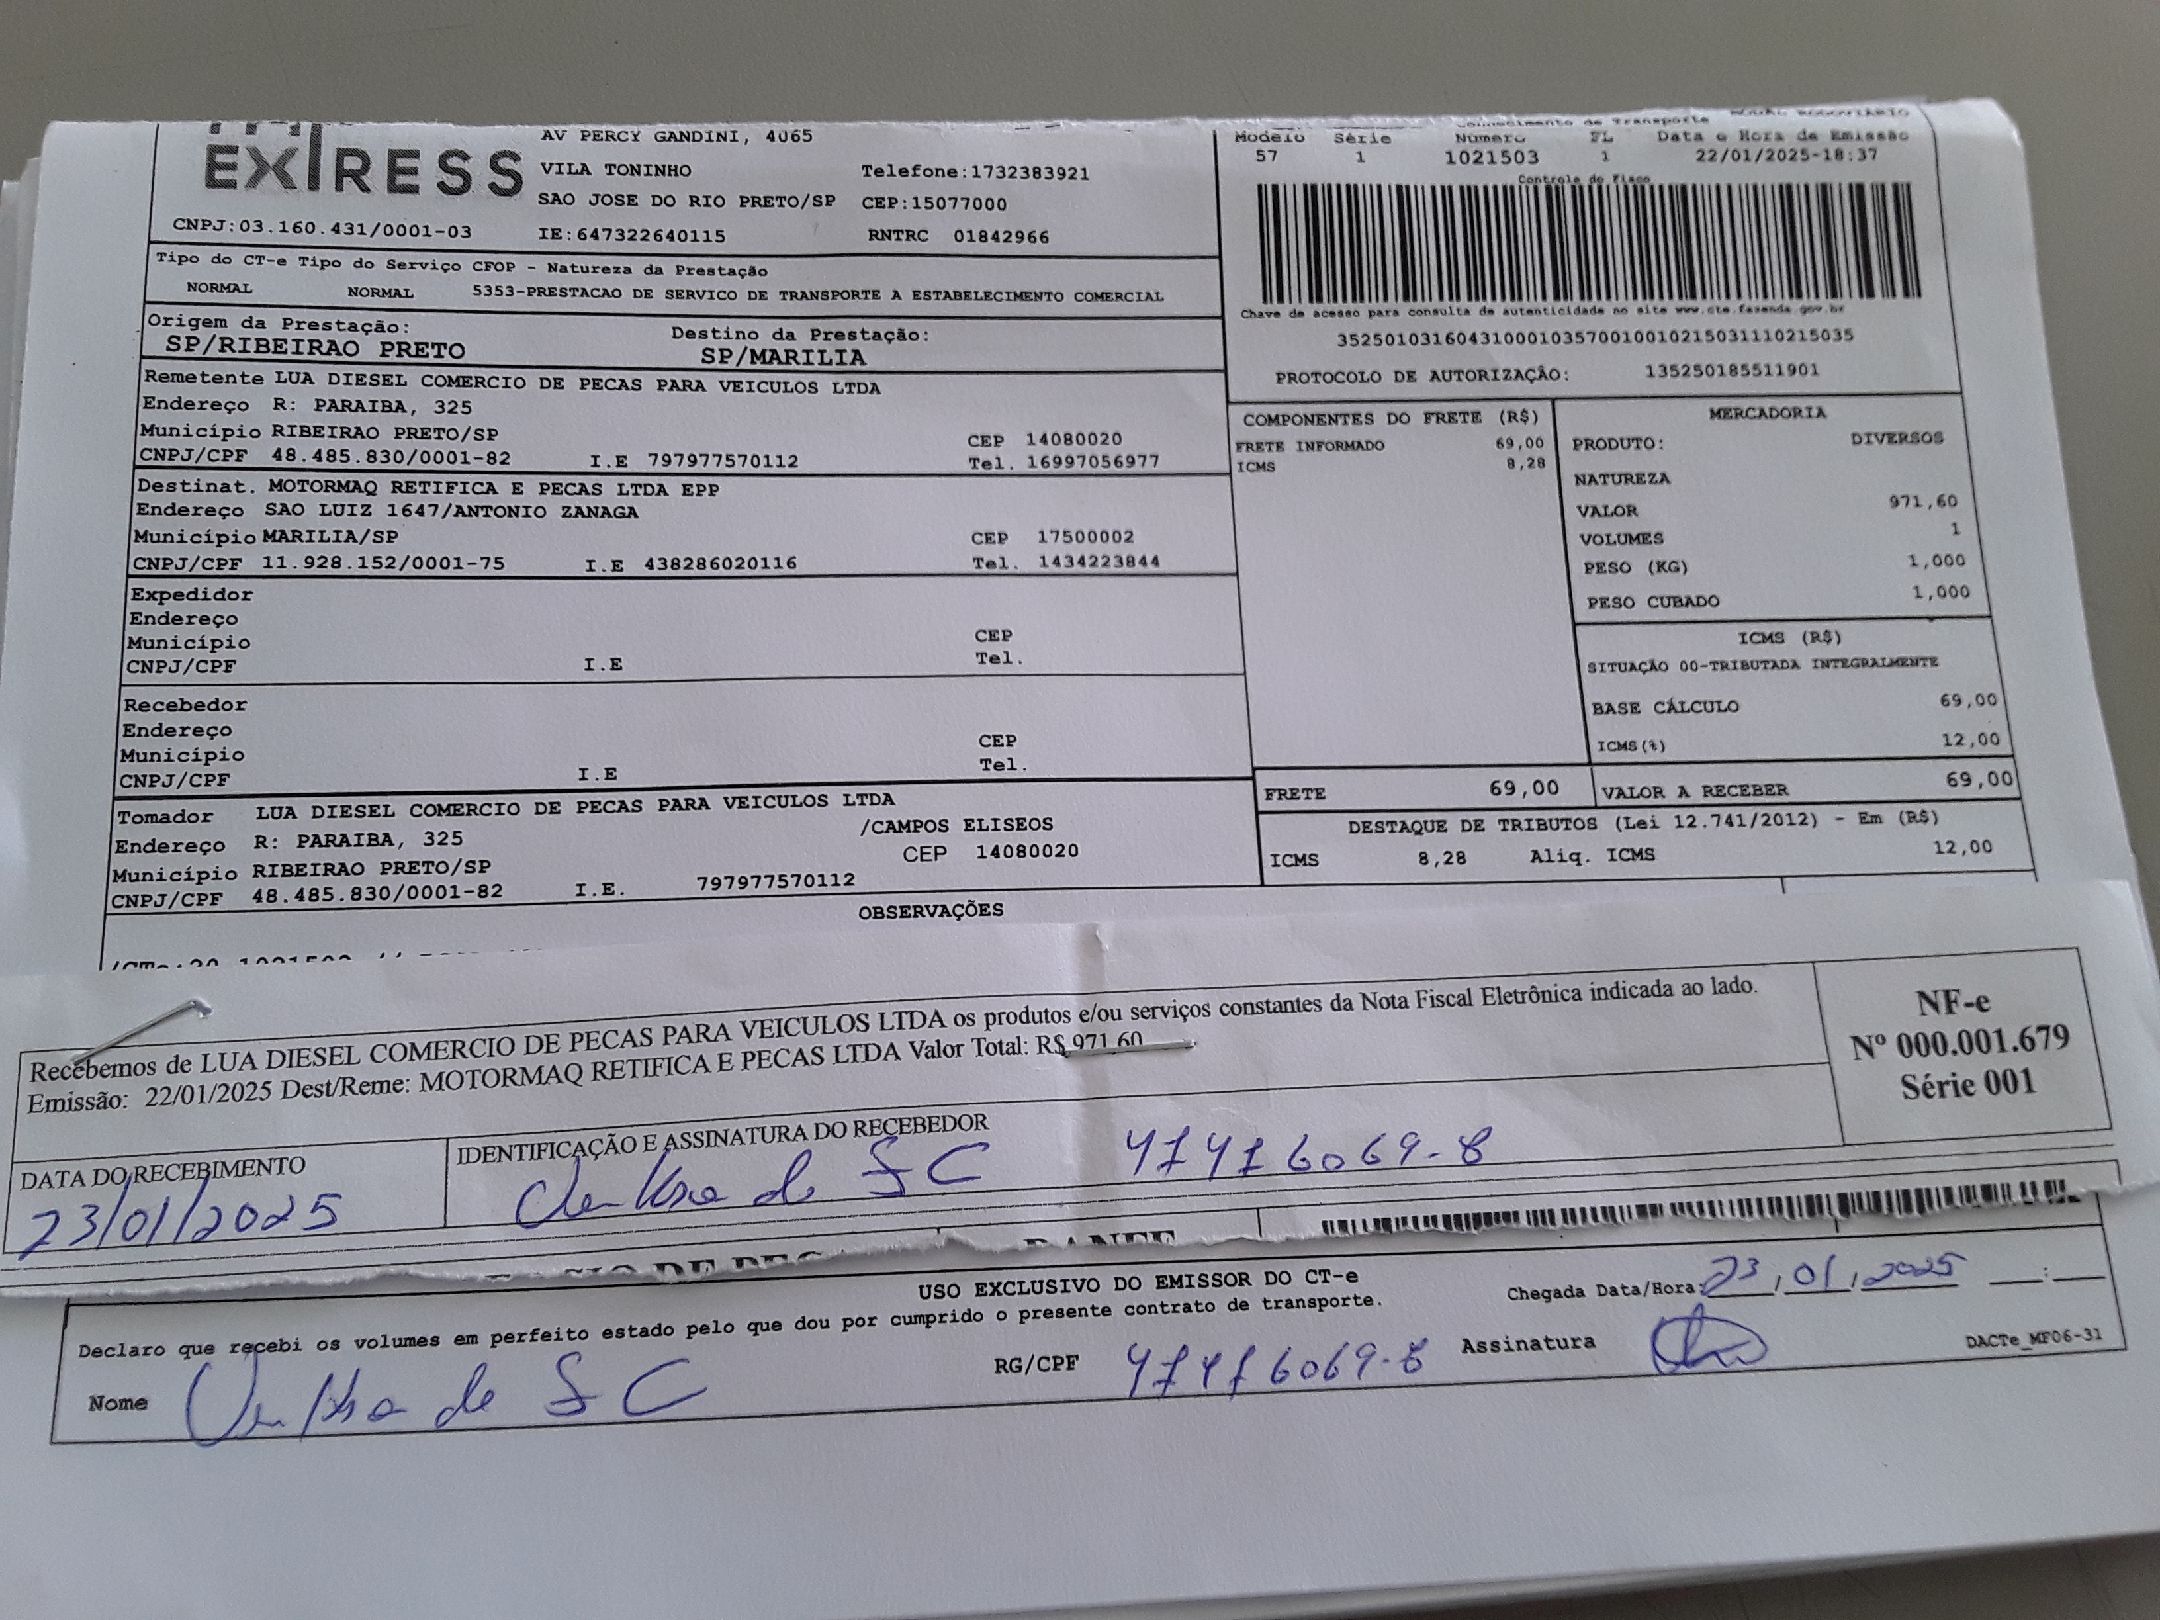 EXPRESS
AV PERCY GANDINI, 4065
VILA TONINHO Telefone:1732383921
SAO JOSE DO RIO PRETO/SP CEP:15077000
CNPJ:03.160.431/0001-03 IE:647322640115 RNTRC 01842966
Conhecimento de Transporte
Modelo Série Número FL Data e Hora de Emissão
57 1 1021503 1 22/01/2025-18:37
Controle do Fisco
Chave de acesso para consulta de autenticidade no site www.cte.fazenda.gov.br
35250103160431000103570010010215031110215035
PROTOCOLO DE AUTORIZAÇÃO: 135250185511901
Tipo do CT-e Tipo do Serviço CFOP - Natureza da Prestação
NORMAL NORMAL 5353-PRESTACAO DE SERVICO DE TRANSPORTE A ESTABELECIMENTO COMERCIAL
Origem da Prestação: Destino da Prestação:
SP/RIBEIRAO PRETO SP/MARILIA
Remetente LUA DIESEL COMERCIO DE PECAS PARA VEICULOS LTDA
Endereço R: PARAIBA, 325
Município RIBEIRAO PRETO/SP CEP 14080020
CNPJ/CPF 48.485.830/0001-82 I.E 797977570112 Tel. 16997056977
Destinat. MOTORMAQ RETIFICA E PECAS LTDA EPP
Endereço SAO LUIZ 1647/ANTONIO ZANAGA
Município MARILIA/SP CEP 17500002
CNPJ/CPF 11.928.152/0001-75 I.E 438286020116 Tel. 1434223844
Expedidor
Endereço
Município CEP
CNPJ/CPF I.E Tel.
Recebedor
Endereço
Município CEP
CNPJ/CPF I.E Tel.
Tomador LUA DIESEL COMERCIO DE PECAS PARA VEICULOS LTDA
Endereço R: PARAIBA, 325 /CAMPOS ELISEOS
Município RIBEIRAO PRETO/SP CEP 14080020
CNPJ/CPF 48.485.830/0001-82 I.E. 797977570112
COMPONENTES DO FRETE (R$)
FRETE INFORMADO 69,00
ICMS 8,28
MERCADORIA
PRODUTO: DIVERSOS
NATUREZA
VALOR 971,60
VOLUMES 1
PESO (KG) 1,000
PESO CUBADO 1,000
ICMS (R$)
SITUAÇÃO 00-TRIBUTADA INTEGRALMENTE
BASE CÁLCULO 69,00
ICMS(%) 12,00
FRETE 69,00 VALOR A RECEBER 69,00
DESTAQUE DE TRIBUTOS (Lei 12.741/2012) - Em (R$)
ICMS 8,28 Aliq. ICMS 12,00
OBSERVAÇÕES
Recebemos de LUA DIESEL COMERCIO DE PECAS PARA VEICULOS LTDA os produtos e/ou serviços constantes da Nota Fiscal Eletrônica indicada ao lado.
Emissão: 22/01/2025 Dest/Reme: MOTORMAQ RETIFICA E PECAS LTDA Valor Total: R$ 971,60
NF-e
Nº 000.001.679
Série 001
DATA DO RECEBIMENTO IDENTIFICAÇÃO E ASSINATURA DO RECEBEDOR
23/01/2025 de S C 41416069-8
DANFE
USO EXCLUSIVO DO EMISSOR DO CT-e
Declaro que recebi os volumes em perfeito estado pelo que dou por cumprido o presente contrato de transporte.
Chegada Data/Hora: 23/01/2025 __:__
Nome de S C RG/CPF 41416069-8 Assinatura
DACTe_MF06-31